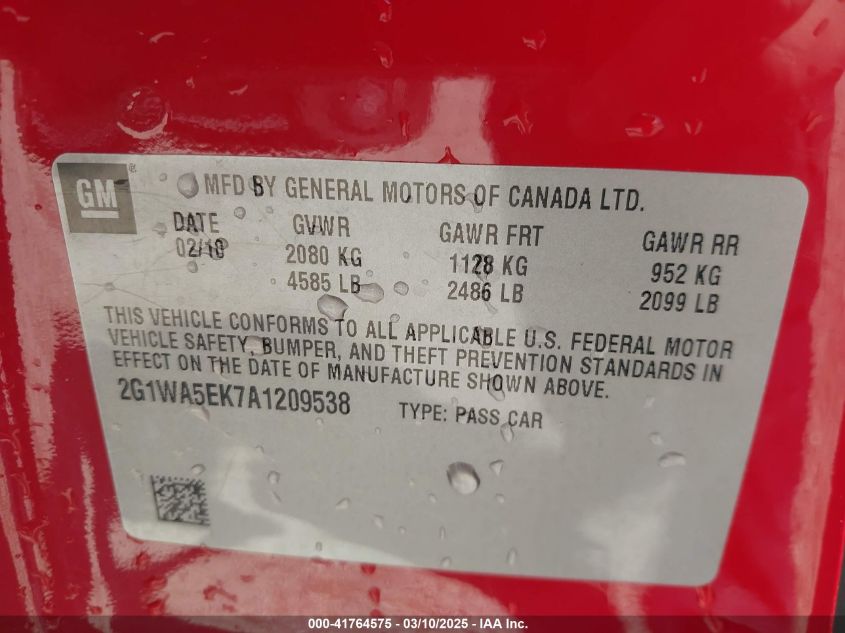 GM ® MFD BY GENERAL MOTORS OF CANADA LTD.
DATE GVWR GAWR FRT GAWR RR
02/10 2080 KG 1128 KG 952 KG
4585 LB 2486 LB 2099 LB
THIS VEHICLE CONFORMS TO ALL APPLICABLE U.S. FEDERAL MOTOR
VEHICLE SAFETY, BUMPER, AND THEFT PREVENTION STANDARDS IN
EFFECT ON THE DATE OF MANUFACTURE SHOWN ABOVE.
2G1WA5EK7A1209538 TYPE: PASS CAR
000-41764575 - 03/10/2025 - IAA Inc.